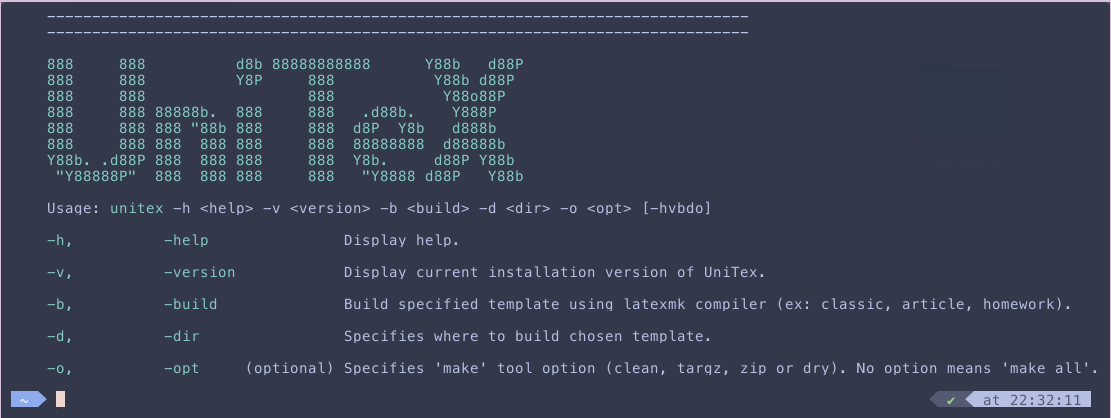 ------------------------------------------------------------------------------
------------------------------------------------------------------------------
888     888          d8b 88888888888      Y88b   d88P
888     888          Y8P     888           Y88b d88P
888     888                  888            Y88o88P
888     888 88888b.  888     888   .d88b.    Y888P
888     888 888 "88b 888     888  d8P  Y8b   d888b
888     888 888  888 888     888  88888888  d88888b
Y88b. .d88P 888  888 888     888  Y8b.     d88P Y88b
 "Y88888P"  888  888 888     888   "Y8888 d88P   Y88b
Usage: unitex -h <help> -v <version> -b <build> -d <dir> -o <opt> [-hvbdo]
-h,          -help               Display help.
-v,          -version            Display current installation version of UniTex.
-b,          -build              Build specified template using latexmk compiler (ex: classic, article, homework).
-d,          -dir                Specifies where to build chosen template.
-o,          -opt     (optional) Specifies 'make' tool option (clean, targz, zip or dry). No option means 'make all'.
~ ✔ at 22:32:11